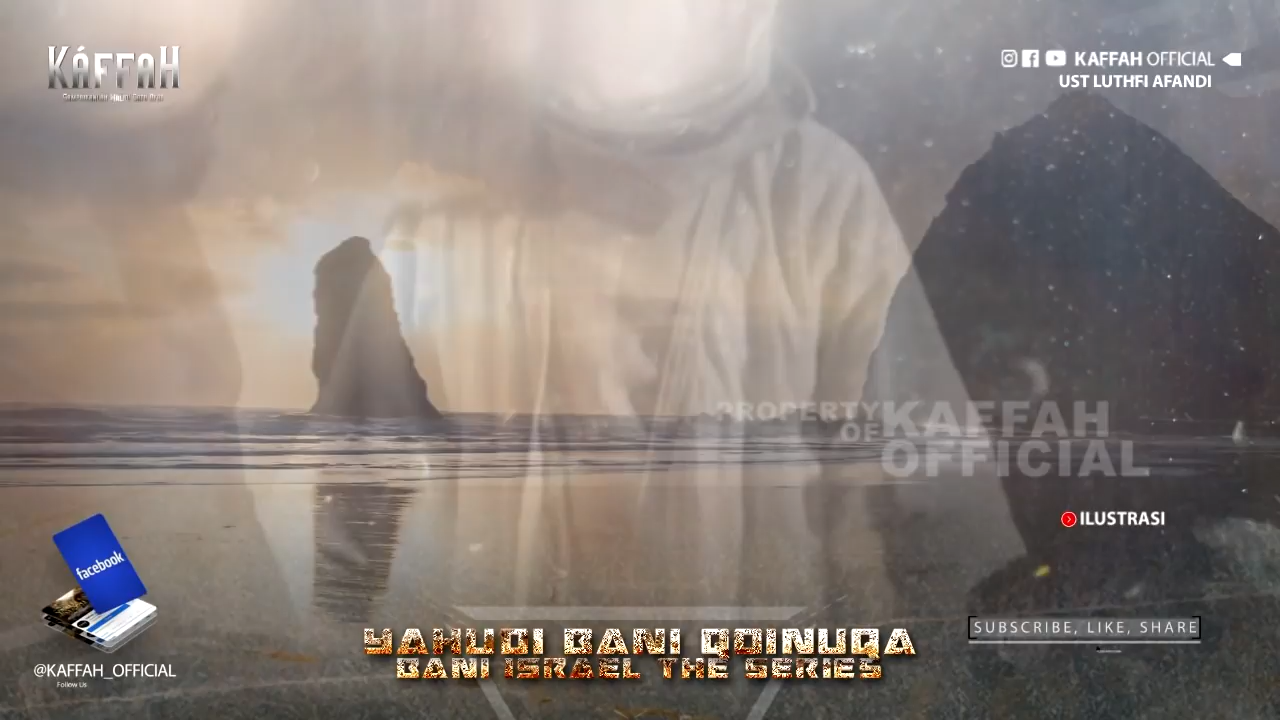 KÁFFAH
KAFFAH OFFICIAL
UST LUTHFI AFANDI
PROPERTY
OF
KAFFAH
OFFICIAL
ILUSTRASI
facebook
SUBSCRIBE, LIKE, SHARE
YAHUDI BANI QOINUQA
BANI ISRAEL THE SERIES
@KAFFAH_OFFICIAL
Follow Us